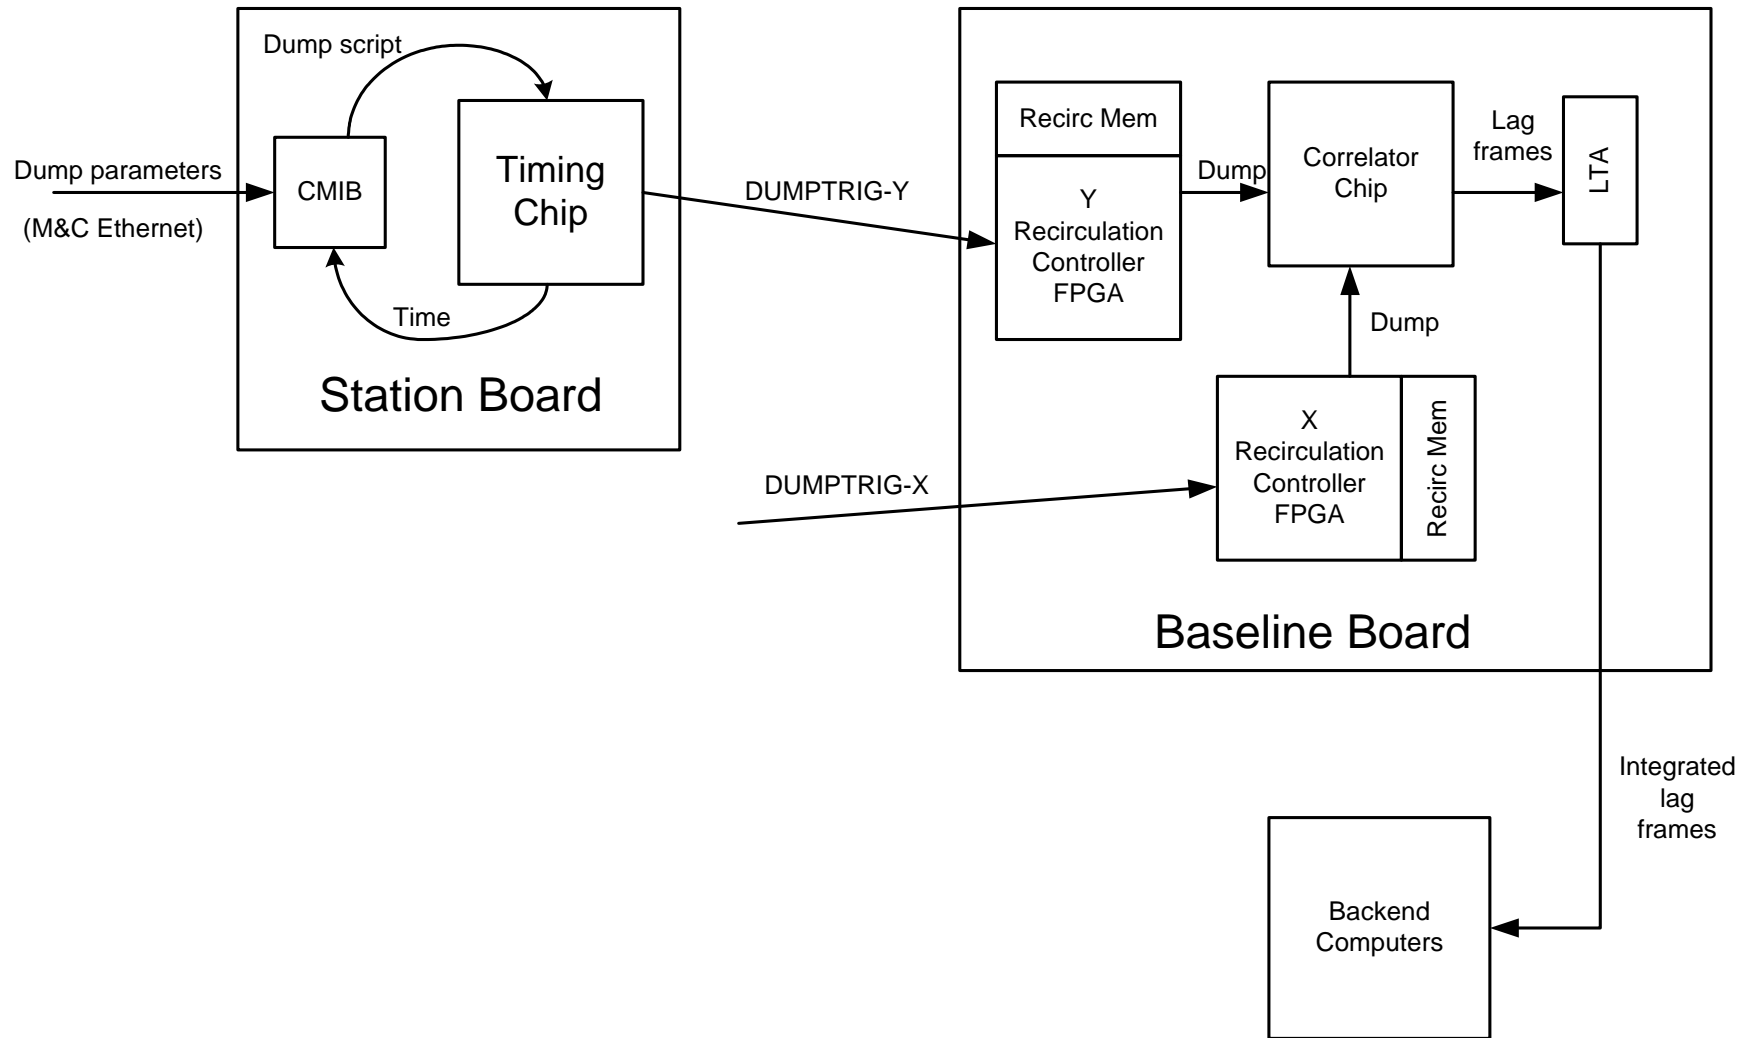 Dump script
Timing
Chip
CMIB
Dump parameters
(M&C Ethernet)
Time
Station Board
DUMPTRIG-Y
DUMPTRIG-X
Recirc Mem
Y
Recirculation
Controller
FPGA
Dump
Correlator
Chip
Lag
frames
LTA
Dump
X
Recirculation
Controller
FPGA
Recirc Mem
Baseline Board
Integrated
lag
frames
Backend
Computers